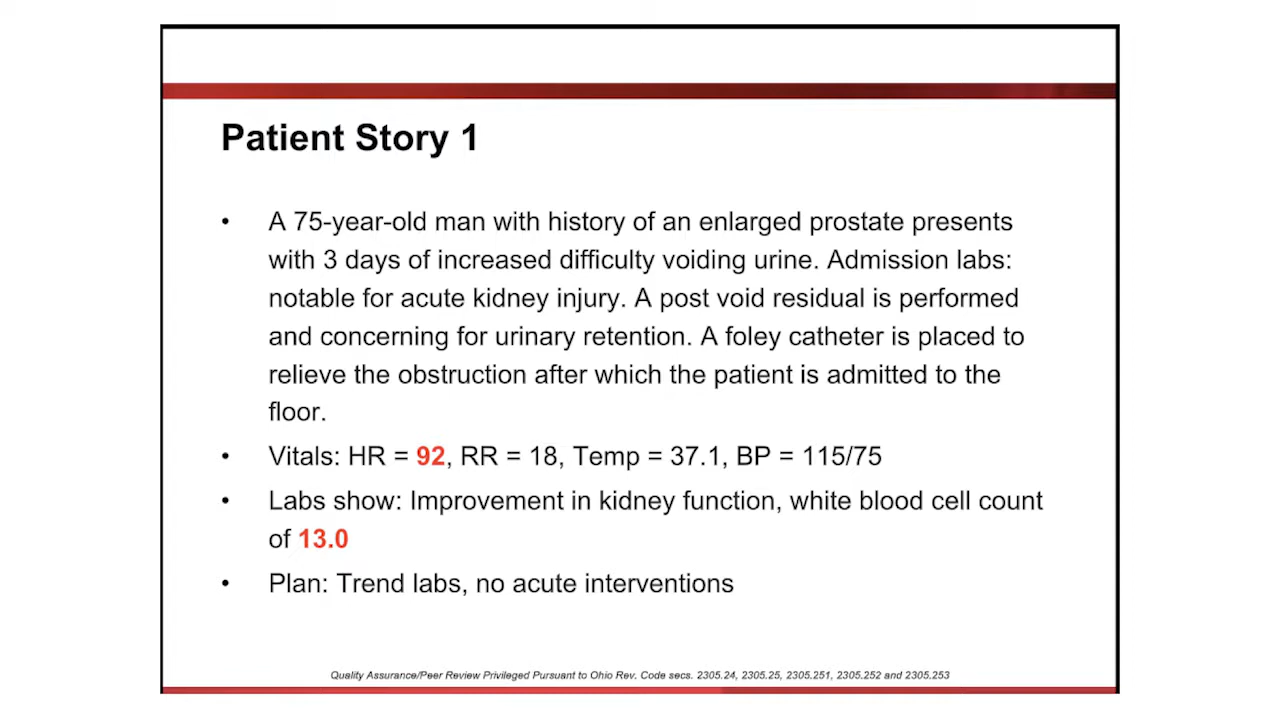 Patient Story 1
• A 75-year-old man with history of an enlarged prostate presents
with 3 days of increased difficulty voiding urine. Admission labs:
notable for acute kidney injury. A post void residual is performed
and concerning for urinary retention. A foley catheter is placed to
relieve the obstruction after which the patient is admitted to the
floor.
• Vitals: HR = 92, RR = 18, Temp = 37.1, BP = 115/75
• Labs show: Improvement in kidney function, white blood cell count
of 13.0
• Plan: Trend labs, no acute interventions
Quality Assurance/Peer Review Privileged Pursuant to Ohio Rev. Code secs. 2305.24, 2305.25, 2305.251, 2305.252 and 2305.253